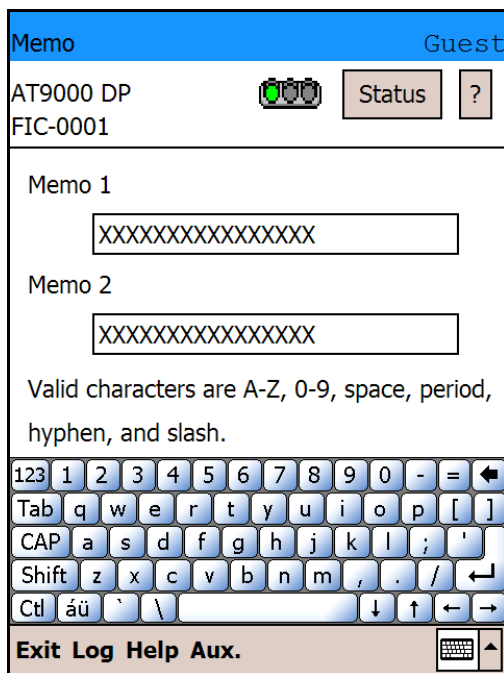 Memo Guest
AT9000 DP Status ?
FIC-0001
Memo 1
XXXXXXXXXXXXXXXX
Memo 2
XXXXXXXXXXXXXXXX
Valid characters are A-Z, 0-9, space, period,
hyphen, and slash.
123 1 2 3 4 5 6 7 8 9 0 - = 🡄
Tab q w e r t y u i o p [ ]
CAP a s d f g h j k l ; '
Shift z x c v b n m , . / ↵
Ctl áü ` \ ↓ ↑ ← →
Exit Log Help Aux.